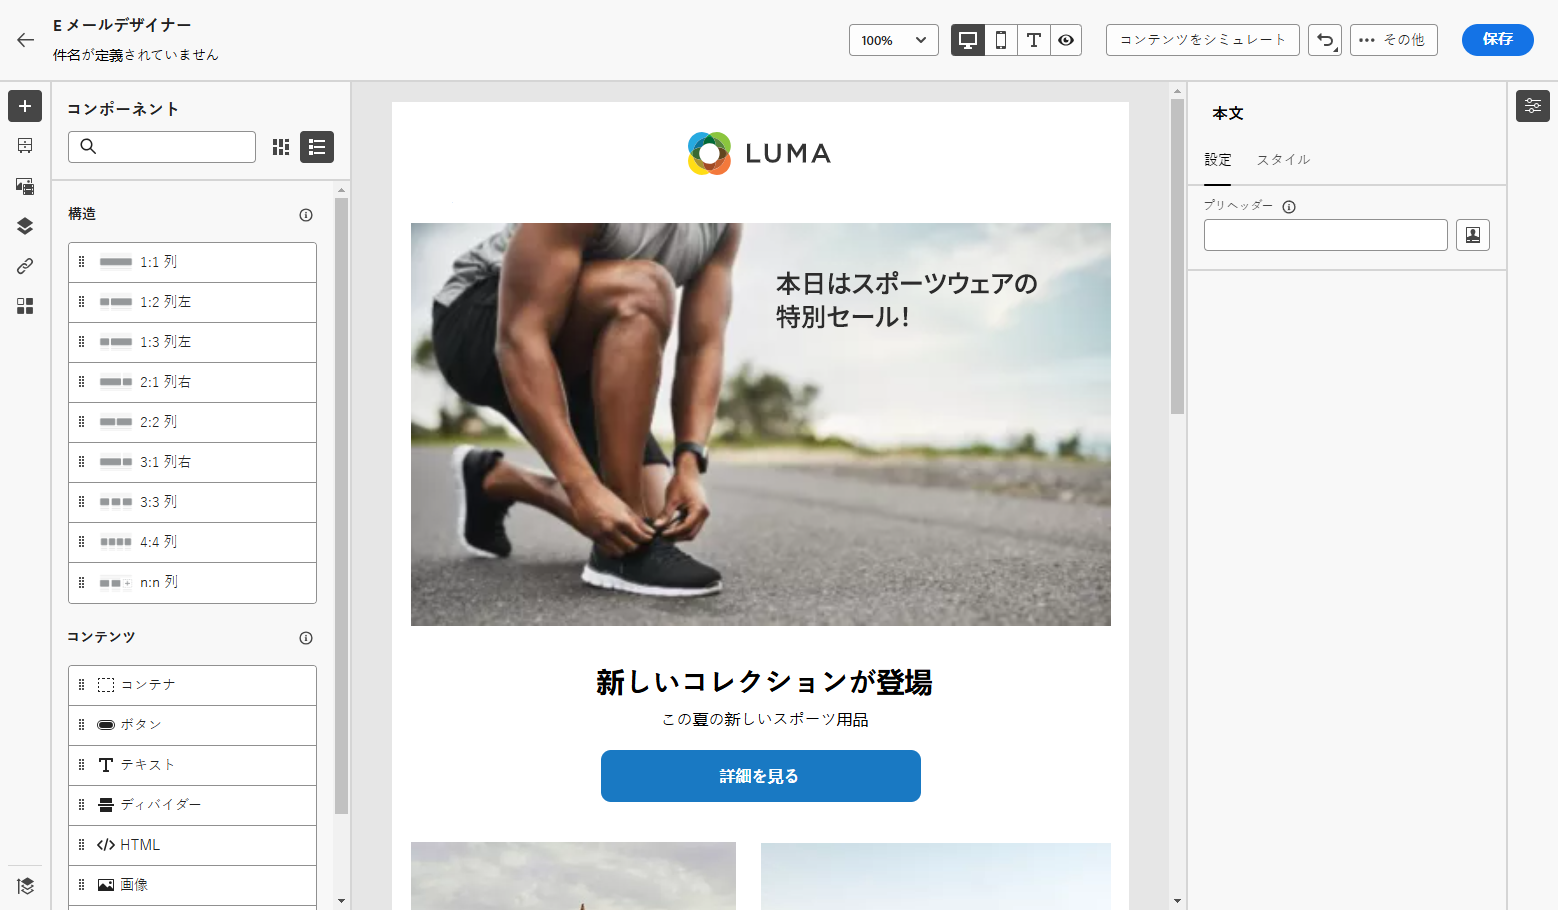 E メールデザイナー
件名が定義されていません
100%
コンテンツをシミュレート
その他
保存
コンポーネント
構造
1:1 列
1:2 列左
1:3 列左
2:1 列右
2:2 列
3:1 列右
3:3 列
4:4 列
n:n 列
コンテンツ
コンテナ
ボタン
テキスト
ディバイダー
HTML
画像
LUMA
本日はスポーツウェアの
特別セール!
新しいコレクションが登場
この夏の新しいスポーツ用品
詳細を見る
本文
設定 スタイル
プリヘッダー